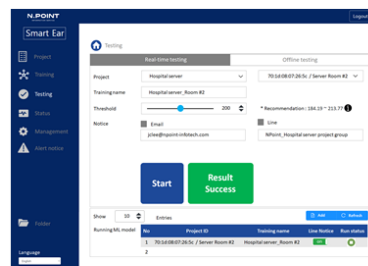 N.POINT
Logout
Smart Ear
Testing
Project
Real-time testing
Offline testing
Training
Project
Hospital server
70:1d:08:07:26:5c / Server Room #2
Training name
Hospital server_Room #2
Testing
Threshold
200
* Recommendation : 194.19 ~ 213.77
Status
Notice
Email
Line
Management
jclee@npoint-infotech.com
NPoint_Hospital server project group
Alert notice
Start
Result
Success
Show
10
Entries
Add
Refresh
Folder
Running ML model
No
Project ID
Training name
Line Notice
Run status
1
70:1d:08:07:26:5c / Server Room #2
Hospital server_Room #2
2
Language